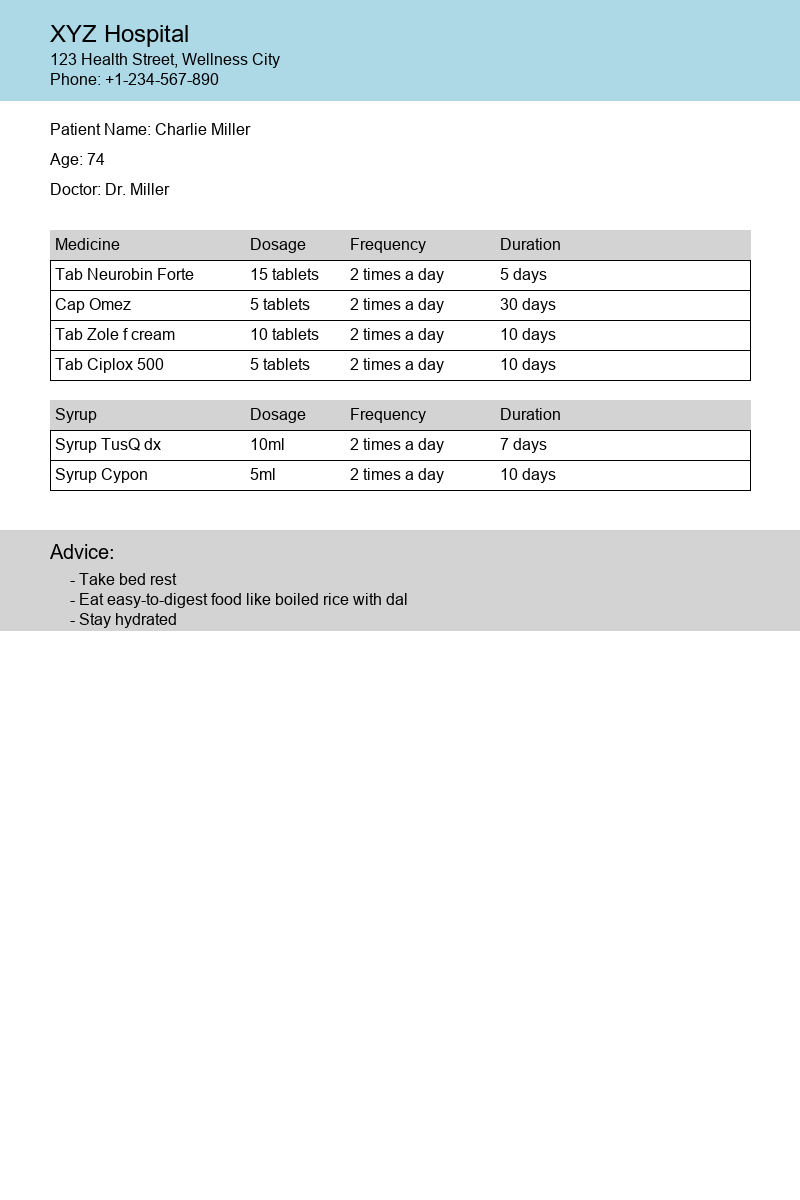 XYZ Hospital
123 Health Street, Wellness City
Phone: +1-234-567-890
Patient Name: Charlie Miller
Age: 74
Doctor: Dr. Miller
Medicine Dosage Frequency Duration
Tab Neurobin Forte 15 tablets 2 times a day 5 days
Cap Omez 5 tablets 2 times a day 30 days
Tab Zole f cream 10 tablets 2 times a day 10 days
Tab Ciplox 500 5 tablets 2 times a day 10 days
Syrup Dosage Frequency Duration
Syrup TusQ dx 10ml 2 times a day 7 days
Syrup Cypon 5ml 2 times a day 10 days
Advice:
- Take bed rest
- Eat easy-to-digest food like boiled rice with dal
- Stay hydrated